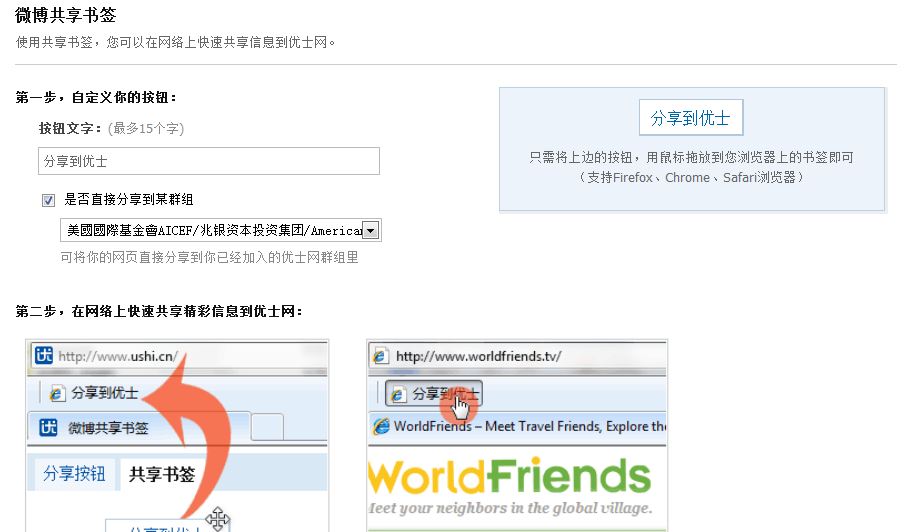 微博共享书签
使用共享书签，您可以在网络上快速共享信息到优士网。
第一步，自定义你的按钮：
按钮文字：(最多15个字)
分享到优士
是否直接分享到某群组
美國國際基金會AICEF/兆银资本投资集团/America
可将你的网页直接分享到你已经加入的优士网群组里
分享到优士
只需将上边的按钮，用鼠标拖放到您浏览器上的书签即可
（支持Firefox、Chrome、Safari浏览器）
第二步，在网络上快速共享精彩信息到优士网：
优 http://www.ushi.cn/
分享到优士
优 微博共享书签
分享按钮 共享书签
分享到优士
http://www.worldfriends.tv/
分享到优士
WorldFriends – Meet Travel Friends, Explore the
WorldFriends
Meet your neighbors in the global village.